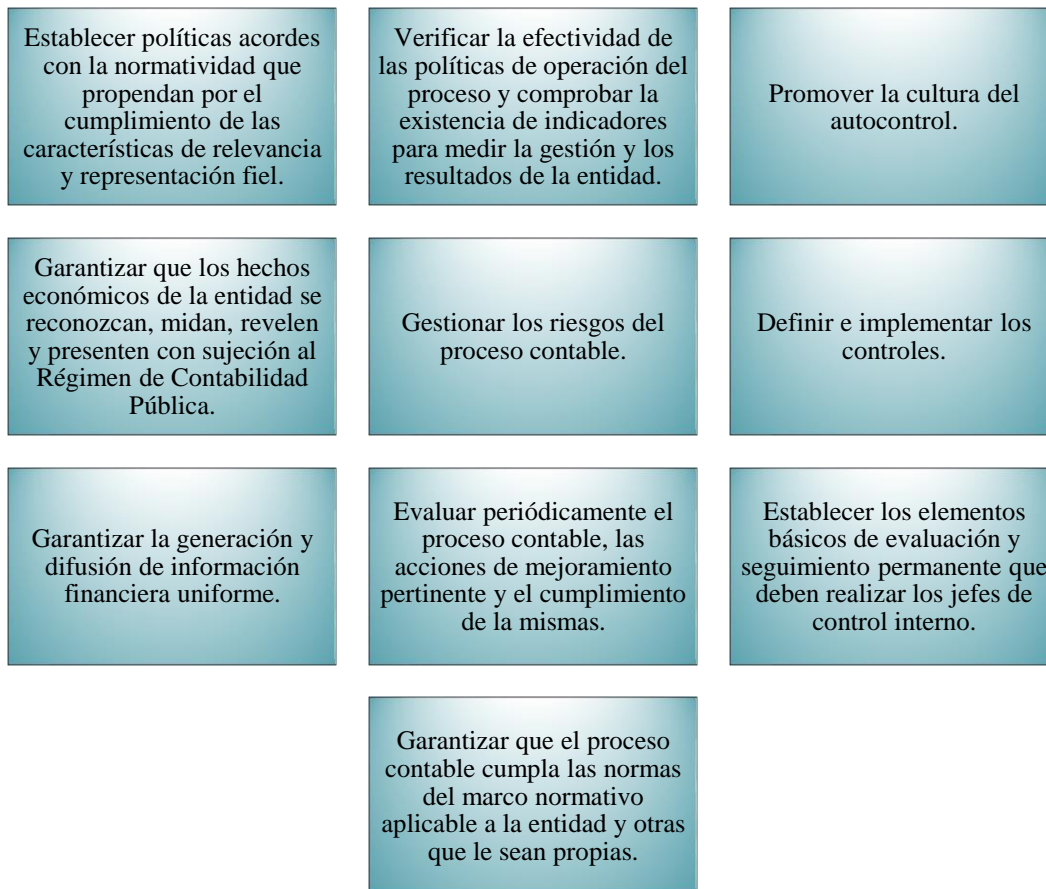 Establecer políticas acordes
con la normatividad que
propendan por el
cumplimiento de las
características de relevancia
y representación fiel.
Verificar la efectividad de
las políticas de operación del
proceso y comprobar la
existencia de indicadores
para medir la gestión y los
resultados de la entidad.
Promover la cultura del
autocontrol.
Garantizar que los hechos
económicos de la entidad se
reconozcan, midan, revelen
y presenten con sujeción al
Régimen de Contabilidad
Pública.
Gestionar los riesgos del
proceso contable.
Definir e implementar los
controles.
Garantizar la generación y
difusión de información
financiera uniforme.
Evaluar periódicamente el
proceso contable, las
acciones de mejoramiento
pertinente y el cumplimiento
de la mismas.
Establecer los elementos
básicos de evaluación y
seguimiento permanente que
deben realizar los jefes de
control interno.
Garantizar que el proceso
contable cumpla las normas
del marco normativo
aplicable a la entidad y otras
que le sean propias.